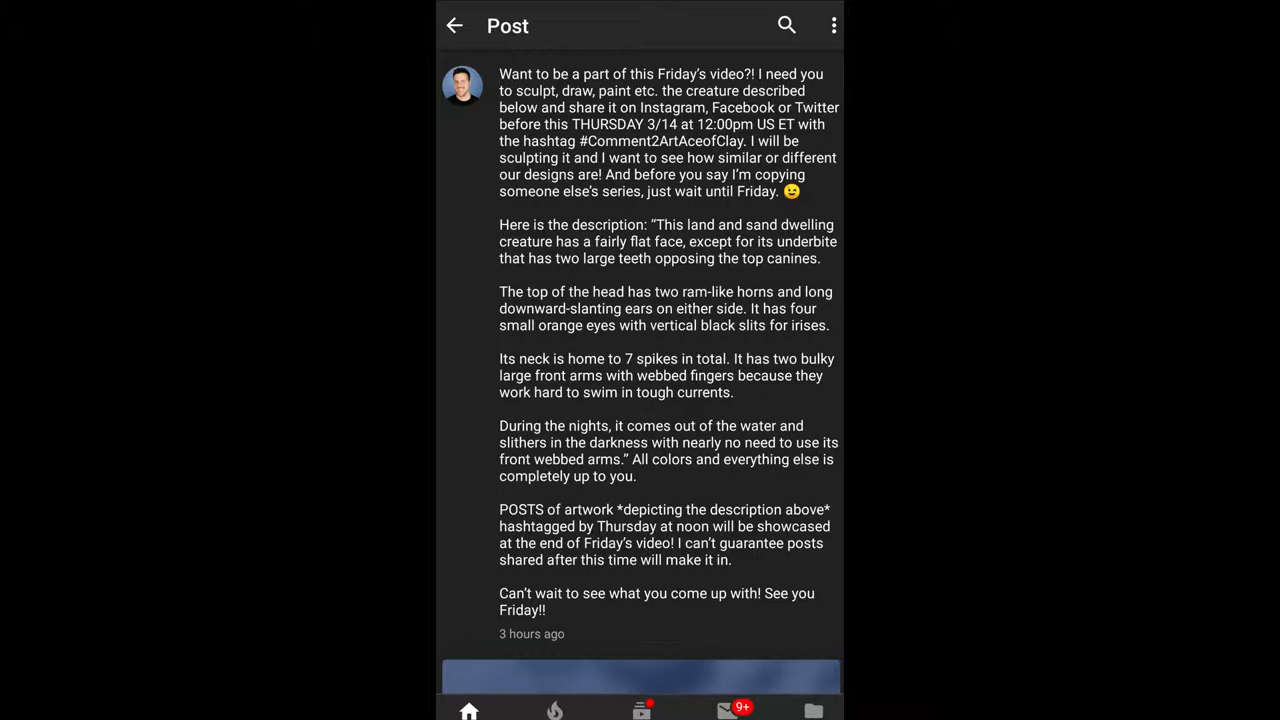 Post
Want to be a part of this Friday’s video?! I need you
to sculpt, draw, paint etc. the creature described
below and share it on Instagram, Facebook or Twitter
before this THURSDAY 3/14 at 12:00pm US ET with
the hashtag #Comment2ArtAceofClay. I will be
sculpting it and I want to see how similar or different
our designs are! And before you say I’m copying
someone else’s series, just wait until Friday. 😉
Here is the description: “This land and sand dwelling
creature has a fairly flat face, except for its underbite
that has two large teeth opposing the top canines.
The top of the head has two ram-like horns and long
downward-slanting ears on either side. It has four
small orange eyes with vertical black slits for irises.
Its neck is home to 7 spikes in total. It has two bulky
large front arms with webbed fingers because they
work hard to swim in tough currents.
During the nights, it comes out of the water and
slithers in the darkness with nearly no need to use its
front webbed arms.” All colors and everything else is
completely up to you.
POSTS of artwork *depicting the description above*
hashtagged by Thursday at noon will be showcased
at the end of Friday’s video! I can’t guarantee posts
shared after this time will make it in.
Can’t wait to see what you come up with! See you
Friday!!
3 hours ago
9+